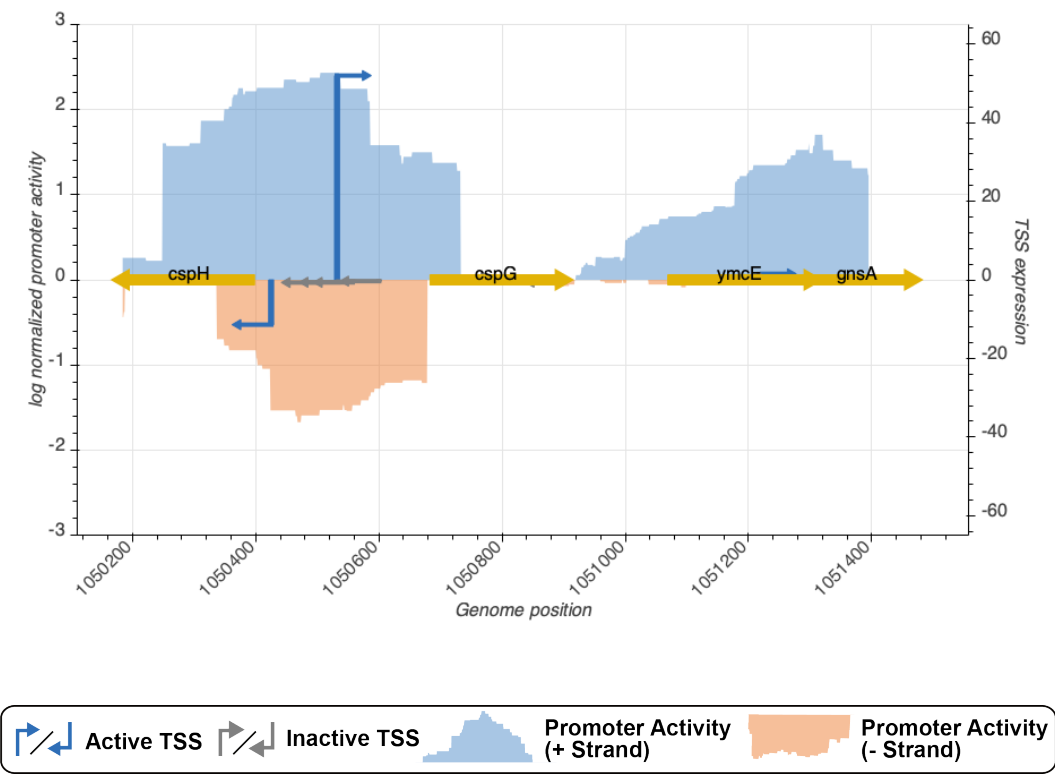 3
2
1
0
-1
-2
-3
log normalized promoter activity
60
40
20
0
-20
-40
-60
TSS expression
cspH
cspG
ymcE
gnsA
1050200
1050400
1050600
1050800
1051000
1051200
1051400
Genome position
Active TSS
Inactive TSS
Promoter Activity
(+ Strand)
Promoter Activity
(- Strand)